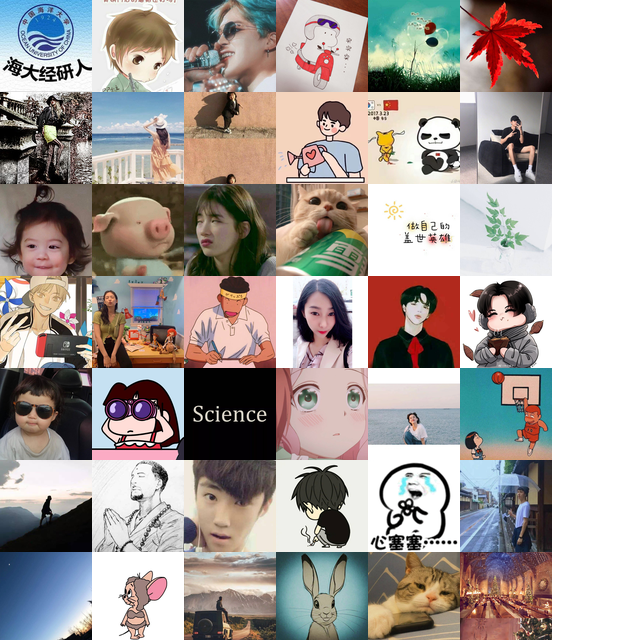 中国海洋大学
OCEAN UNIVERSITY OF CHINA
海大经研人
2017.3.23
做自己的
盖世英雄
Science
心塞塞……